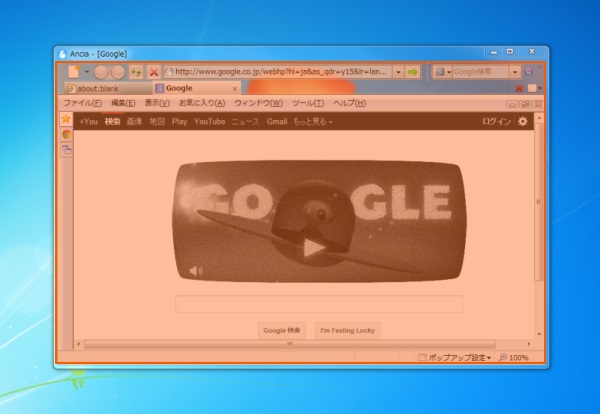 Ancia - [Google]
http://www.google.co.jp/webhp?hl=ja&as_qdr=y15&lr=lan... Google検索
about:blank Google
ファイル(F) 編集(E) 表示(V) お気に入り(A) ウィンドウ(W) ツール(T) ヘルプ(H)
+You 検索 画像 地図 Play YouTube ニュース Gmail もっと見る ログイン
GO GLE
Google 検索 I'm Feeling Lucky
ポップアップ設定 100%